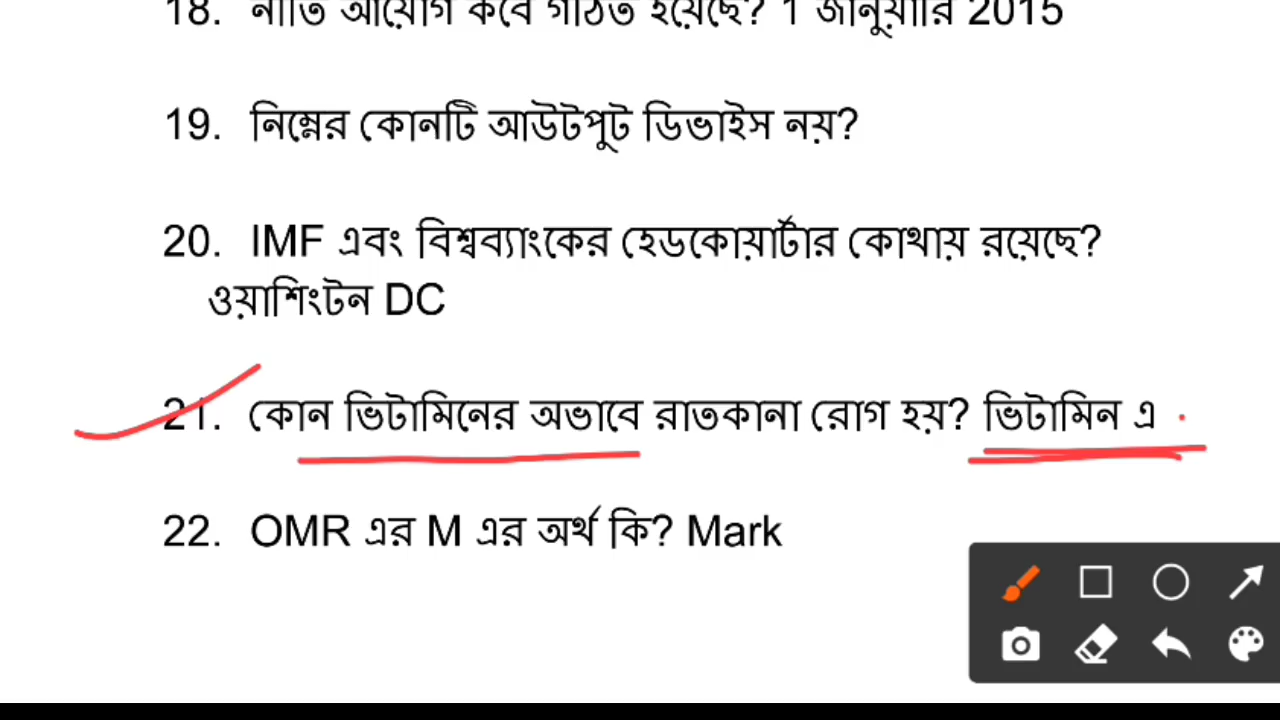 18. নীতি আয়োগ কবে গঠিত হয়েছে? 1 জানুয়ারি 2015
19. নিম্নের কোনটি আউটপুট ডিভাইস নয়?
20. IMF এবং বিশ্বব্যাংকের হেডকোয়ার্টার কোথায় রয়েছে?
ওয়াশিংটন DC
21. কোন ভিটামিনের অভাবে রাতকানা রোগ হয়? ভিটামিন এ
22. OMR এর M এর অর্থ কি? Mark